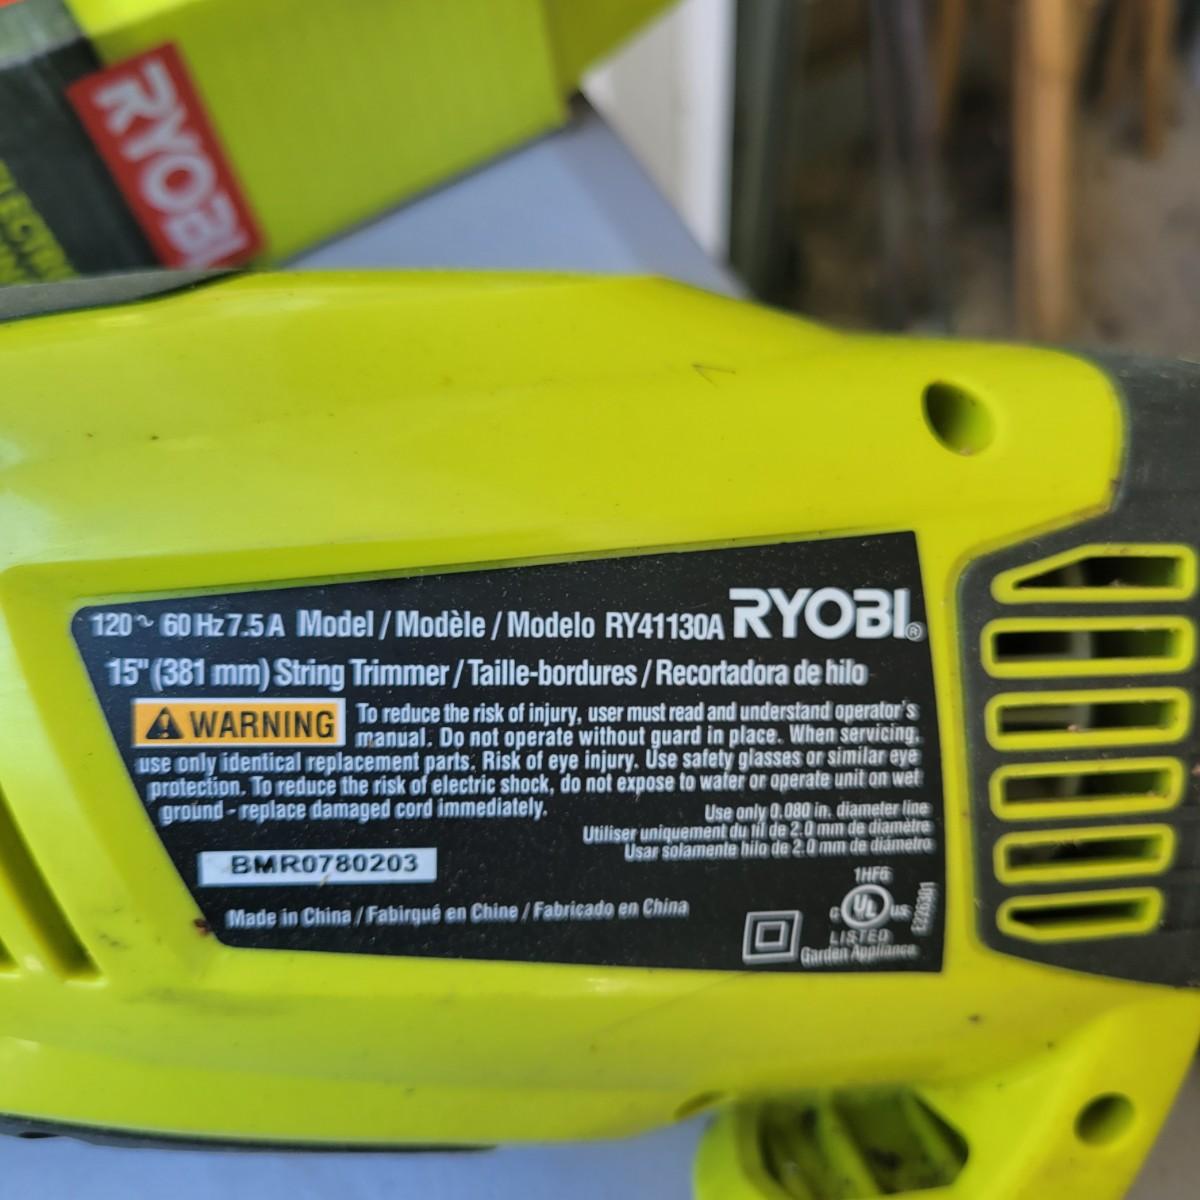 RYOBI
120~ 60 Hz 7.5 A Model / Modèle / Modelo RY41130A RYOBI®
15" (381 mm) String Trimmer / Taille-bordures / Recortadora de hilo
WARNING To reduce the risk of injury, user must read and understand operator's
manual. Do not operate without guard in place. When servicing,
use only identical replacement parts. Risk of eye injury. Use safety glasses or similar eye
protection. To reduce the risk of electric shock, do not expose to water or operate unit on wet
ground - replace damaged cord immediately.
Use only 0.080 in. diameter line
Utiliser uniquement du fil de 2.0 mm de diamètre
Usar solamente hilo de 2.0 mm de diámetro
BMR0780203
1HF6
C UL US
LISTED
Garden Appliance
Made in China / Fabirqué en Chine / Fabricado en China